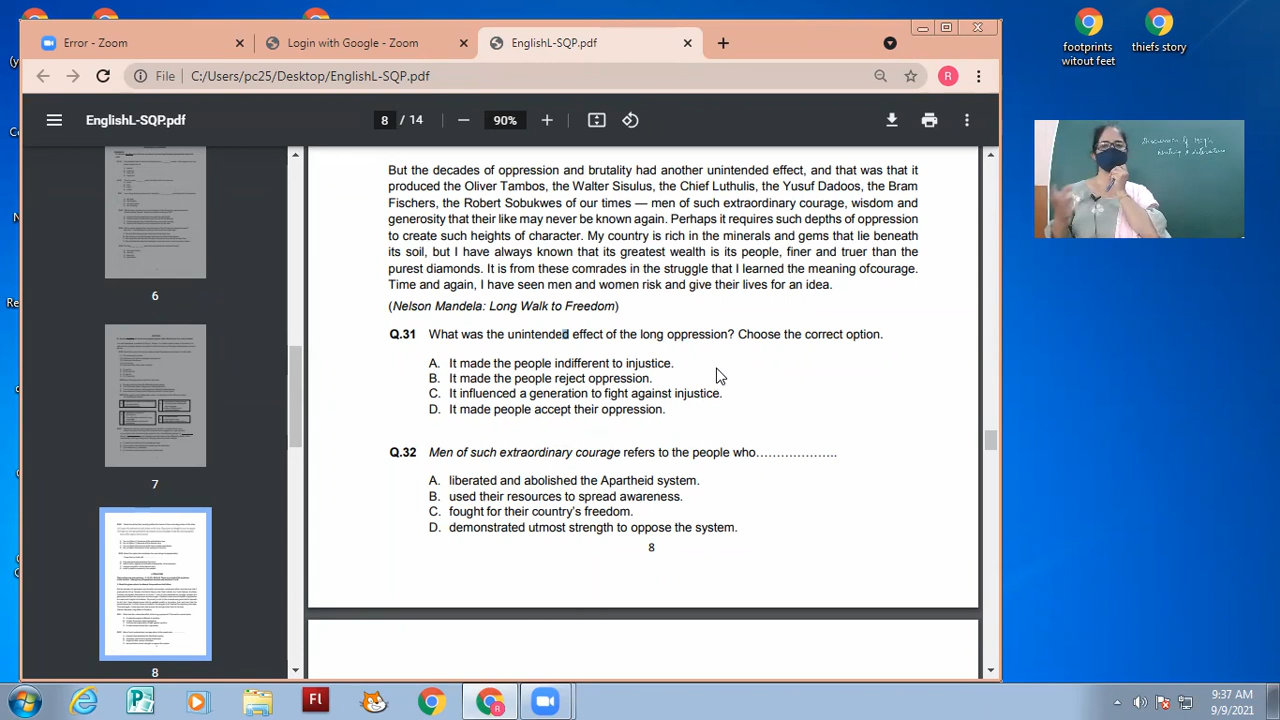 Error - Zoom
Login with Google - Zoom
EnglishL-SQP.pdf
File
C:/Users/pc25/Desktop/EnglishL-SQP.pdf
R
EnglishL-SQP.pdf
8 / 14
90%
footprints
witout feet
thiefs story
6
7
8
But the decades of oppression and brutality had another unintended effect, and that was that it
produced the Oliver Tambos, the Walter Sisulus, the Chief Luthulis, the Yusuf Dadoos, the Bram
Fischers, the Robert Sobukwes of our times — men of such extraordinary courage, wisdom and
generosity that their like may never be known again. Perhaps it requires such depths of oppression
to create such heights of character. My country is rich in the minerals and gems that lie beneath
its soil, but I have always known that its greatest wealth is its people, finer and truer than the
purest diamonds. It is from these comrades in the struggle that I learned the meaning ofcourage.
Time and again, I have seen men and women risk and give their lives for an idea.
(Nelson Mandela: Long Walk to Freedom)
Q.31 What was the unintended effect of the long oppression? Choose the correct option.
A. It made the people indifferent to injustice.
B. It made the people reject oppression.
C. It influenced a generation to fight against injustice.
D. It made people accept their oppression.
Q.32 Men of such extraordinary courage refers to the people who………………..
A. liberated and abolished the Apartheid system.
B. used their resources to spread awareness.
C. fought for their country's freedom.
D. demonstrated utmost strength to oppose the system.
8
Fl
R
9:37 AM
9/9/2021